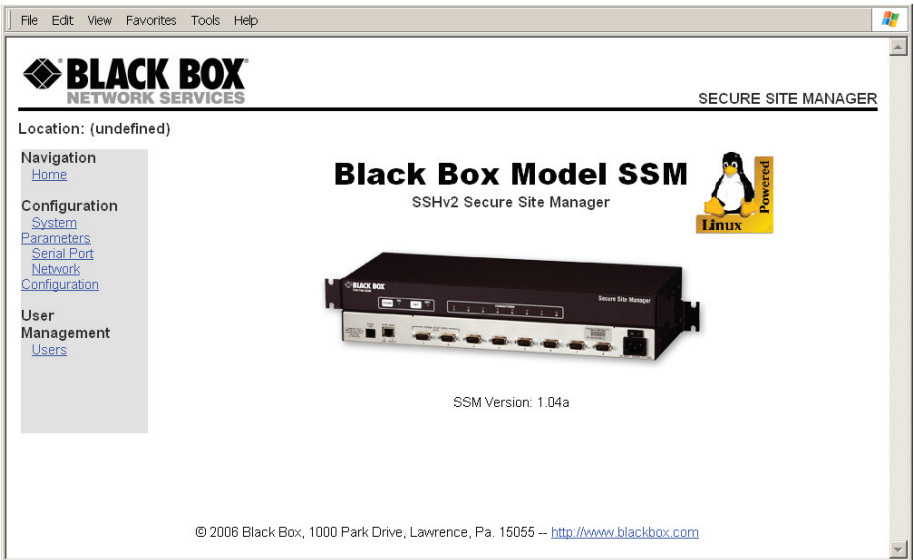 File Edit View Favorites Tools Help
BLACK BOX®
NETWORK SERVICES
SECURE SITE MANAGER
Location: (undefined)
Navigation
Home
Configuration
System
Parameters
Serial Port
Network
Configuration
User
Management
Users
Black Box Model SSM
SSHv2 Secure Site Manager
Linux
Powered
BLACK BOX
Secure Site Manager
SSM Version: 1.04a
© 2006 Black Box, 1000 Park Drive, Lawrence, Pa. 15055 -- http://www.blackbox.com